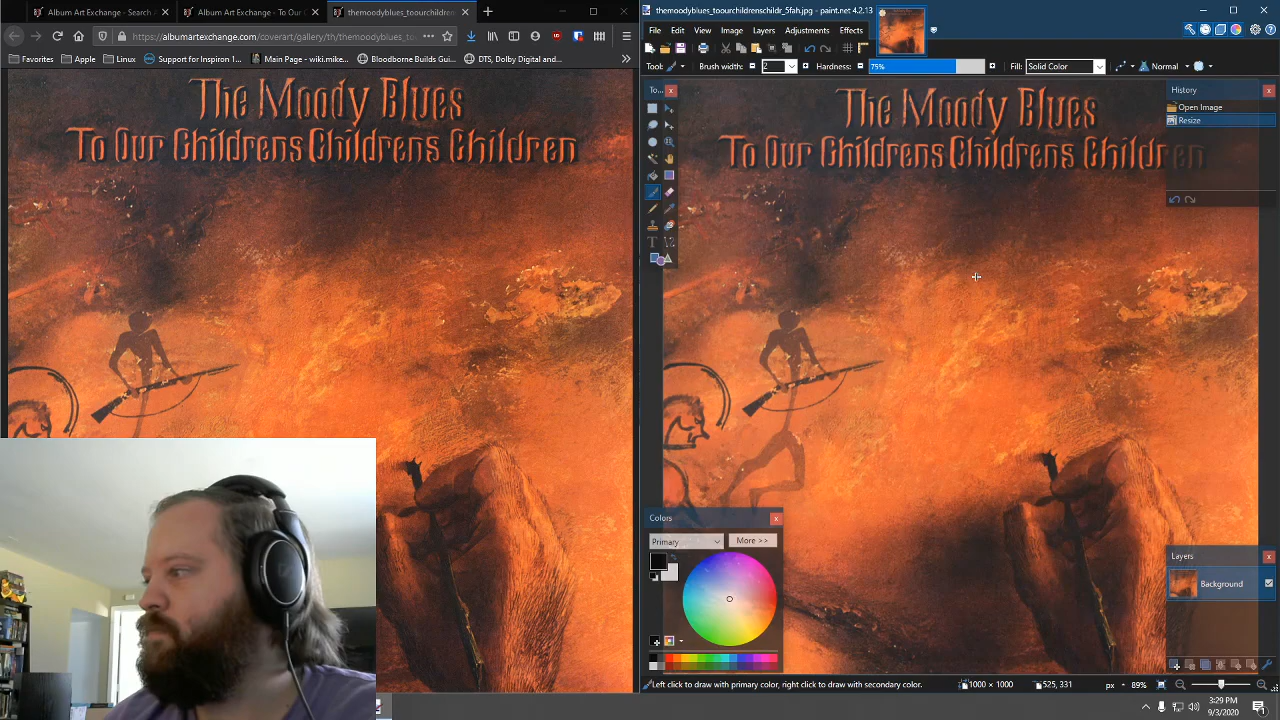 Album Art Exchange - Search
Album Art Exchange - To Our C
themoodyblues_toourchildrens
https://albumartexchange.com/coverart/gallery/th/themoodyblues_to
Favorites
Apple
Linux
Support for Inspiron 1
Main Page - wiki.mike...
Bloodborne Builds Gui...
DTS, Dolby Digital and
The Moody Blues
To Our Childrens Childrens Children
themoodyblues_toourchildrenschildr_5fah.jpg - paint.net 4.2.13
File
Edit
View
Image
Layers
Adjustments
Effects
Tool:
Brush width:
2
Hardness:
75%
Fill:
Solid Color
Normal
To...
History
Open Image
Resize
The Moody Blues
To Our Childrens Childrens Children
Colors
Primary
More >>
Layers
Background
Left click to draw with primary color, right click to draw with secondary color.
1000 × 1000
525, 331
px
89%
3:29 PM
9/3/2020